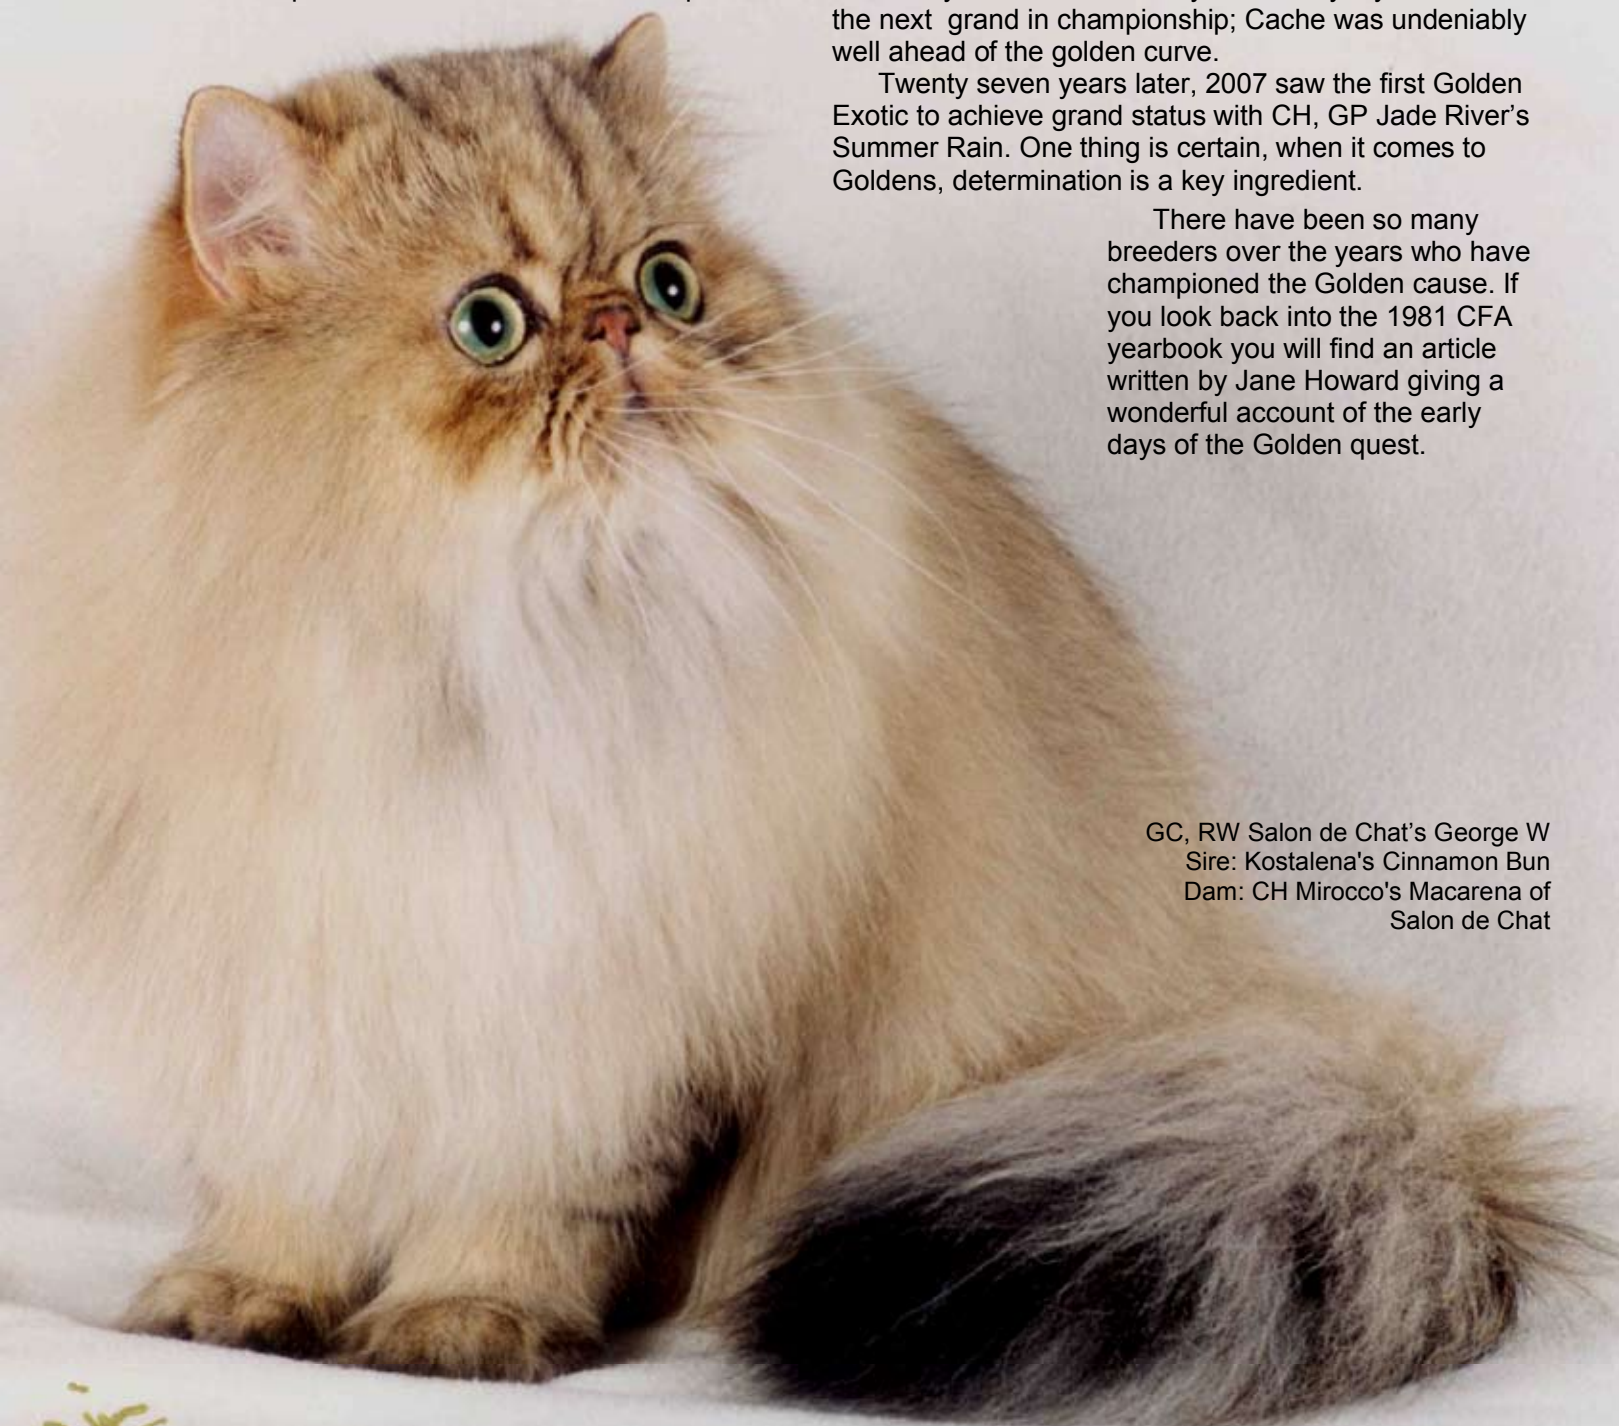 the next grand in championship; Cache was undeniably
well ahead of the golden curve.
Twenty seven years later, 2007 saw the first Golden
Exotic to achieve grand status with CH, GP Jade River’s
Summer Rain. One thing is certain, when it comes to
Goldens, determination is a key ingredient.
There have been so many
breeders over the years who have
championed the Golden cause. If
you look back into the 1981 CFA
yearbook you will find an article
written by Jane Howard giving a
wonderful account of the early
days of the Golden quest.
GC, RW Salon de Chat’s George W
Sire: Kostalena's Cinnamon Bun
Dam: CH Mirocco's Macarena of
Salon de Chat